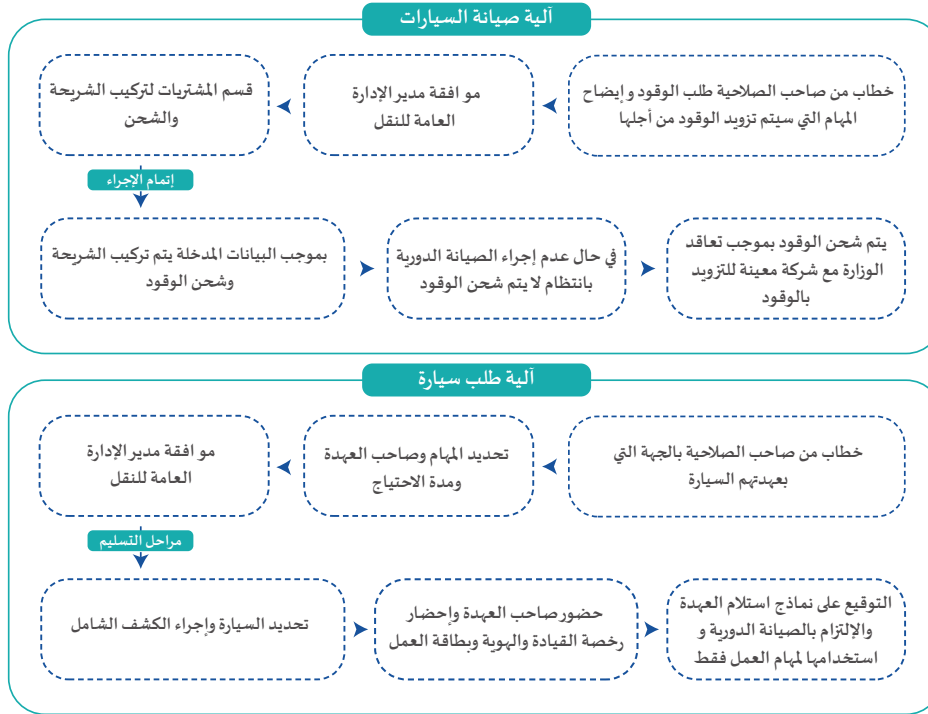 آلية صيانة السيارات
خطاب من صاحب الصلاحية طلب الوقود وإيضاح
المهام التي سيتم تزويد الوقود من أجلها
موافقة مدير الإدارة
العامة للنقل
قسم المشتريات لتركيب الشريحة
والشحن
إتمام الإجراء
بموجب البيانات المدخلة يتم تركيب الشريحة
وشحن الوقود
في حال عدم إجراء الصيانة الدورية
بانتظام لا يتم شحن الوقود
يتم شحن الوقود بموجب تعاقد
الوزارة مع شركة معينة للتزويد
بالوقود
آلية طلب سيارة
خطاب من صاحب الصلاحية بالجهة التي
بعهدتهم السيارة
تحديد المهام وصاحب العهدة
ومدة الاحتياج
موافقة مدير الإدارة
العامة للنقل
مراحل التسليم
تحديد السيارة وإجراء الكشف الشامل
حضور صاحب العهدة وإحضار
رخصة القيادة والهوية وبطاقة العمل
التوقيع على نماذج استلام العهدة
والإلتزام بالصيانة الدورية و
استخدامها لمهام العمل فقط